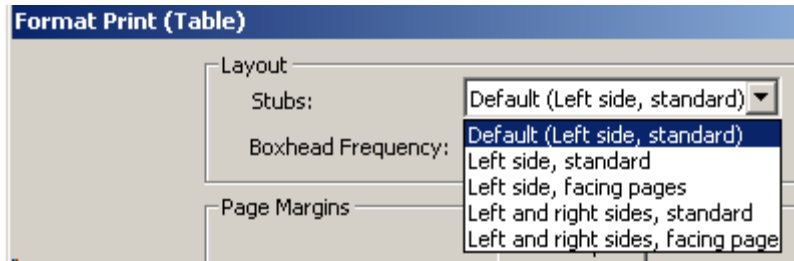 Format Print (Table)
Layout
Stubs:
Default (Left side, standard)
Default (Left side, standard)
Left side, standard
Boxhead Frequency:
Left side, facing pages
Left and right sides, standard
Page Margins
Left and right sides, facing page